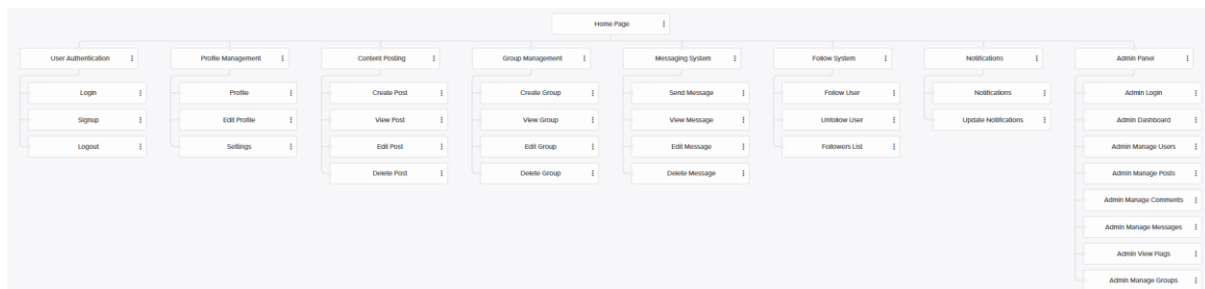 Home Page
User Authentication
Profile Management
Content Posting
Group Management
Messaging System
Follow System
Notifications
Admin Panel
Login
Signup
Logout
Profile
Edit Profile
Settings
Create Post
View Post
Edit Post
Delete Post
Create Group
View Group
Edit Group
Delete Group
Send Message
View Message
Edit Message
Delete Message
Follow User
Unfollow User
Followers List
Notifications
Update Notifications
Admin Login
Admin Dashboard
Admin Manage Users
Admin Manage Posts
Admin Manage Comments
Admin Manage Messages
Admin View Flags
Admin Manage Groups